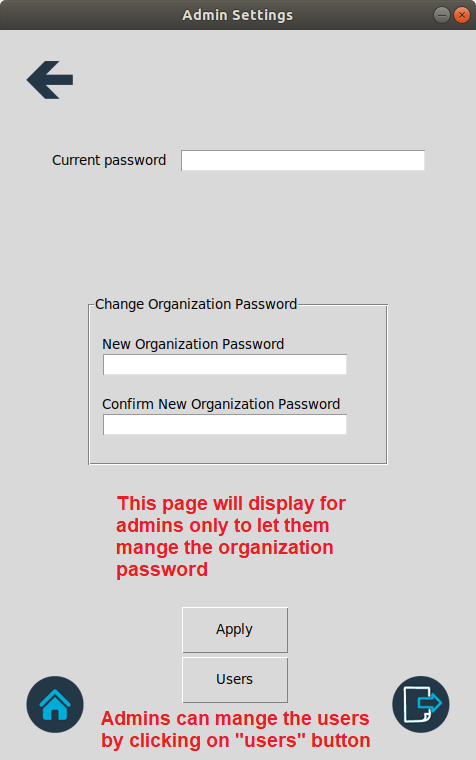 Admin Settings
Current password
Change Organization Password
New Organization Password
Confirm New Organization Password
This page will display for
admins only to let them
mange the organization
password
Apply
Users
Admins can mange the users
by clicking on "users" button